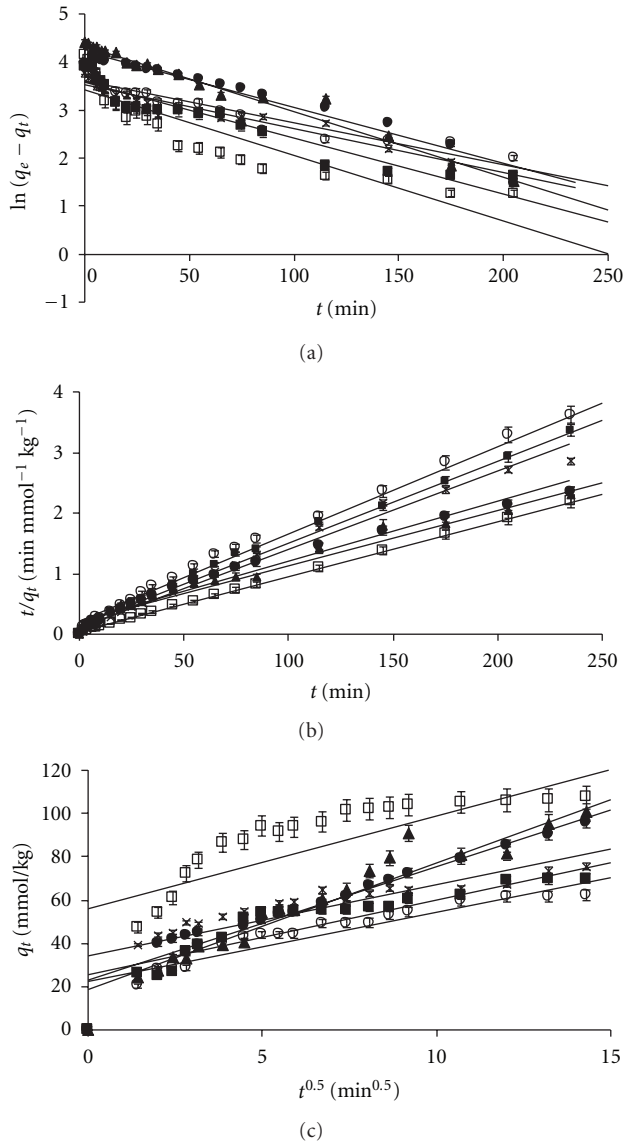 5
4
3
2
1
0
−1
ln (qe − qt)
0 50 100 150 200 250
t (min)
(a)
4
3
2
1
0
t/qt (min mmol−1 kg−1)
0 50 100 150 200 250
t (min)
(b)
120
100
80
60
40
20
0
qt (mmol/kg)
0 5 10 15
t0.5 (min0.5)
(c)